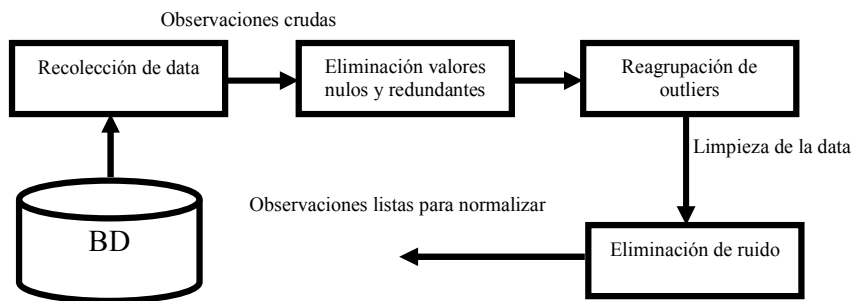 Observaciones crudas
Recolección de data
Eliminación valores
nulos y redundantes
Reagrupación de
outliers
Limpieza de la data
Observaciones listas para normalizar
BD
Eliminación de ruido